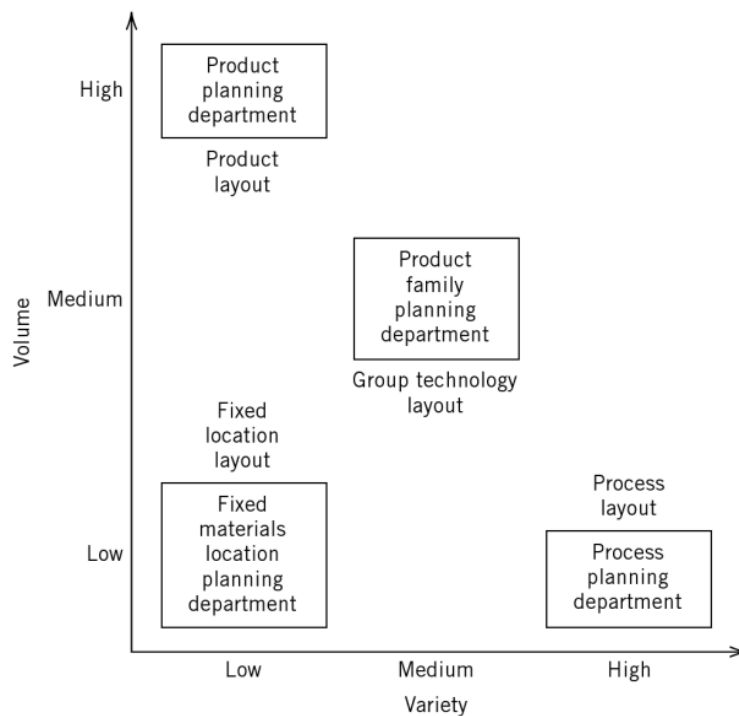 High
Product
planning
department
Product
layout
Volume
Medium
Product
family
planning
department
Group technology
layout
Fixed
location
layout
Low
Fixed
materials
location
planning
department
Process
layout
Process
planning
department
Low
Medium
High
Variety